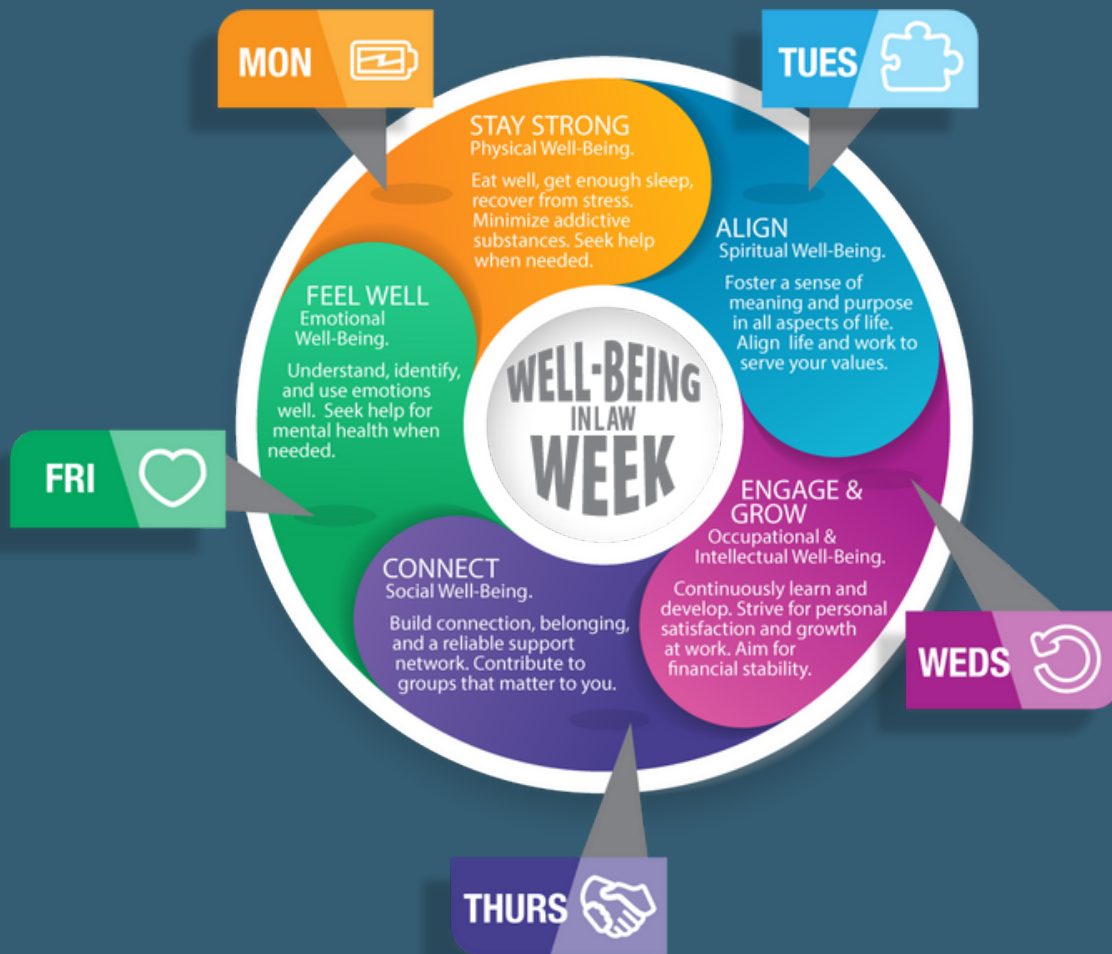 MON
TUES
STAY STRONG
Physical Well-Being.
Eat well, get enough sleep,
recover from stress.
Minimize addictive
substances. Seek help
when needed.
ALIGN
Spiritual Well-Being.
Foster a sense of
meaning and purpose
in all aspects of life.
Align life and work to
serve your values.
FEEL WELL
Emotional
Well-Being.
Understand, identify,
and use emotions
well. Seek help for
mental health when
needed.
WELL-BEING
IN LAW
WEEK
FRI
ENGAGE &
GROW
Occupational &
Intellectual Well-Being.
Continuously learn and
develop. Strive for personal
satisfaction and growth
at work. Aim for
financial stability.
CONNECT
Social Well-Being.
Build connection, belonging,
and a reliable support
network. Contribute to
groups that matter to you.
WEDS
THURS